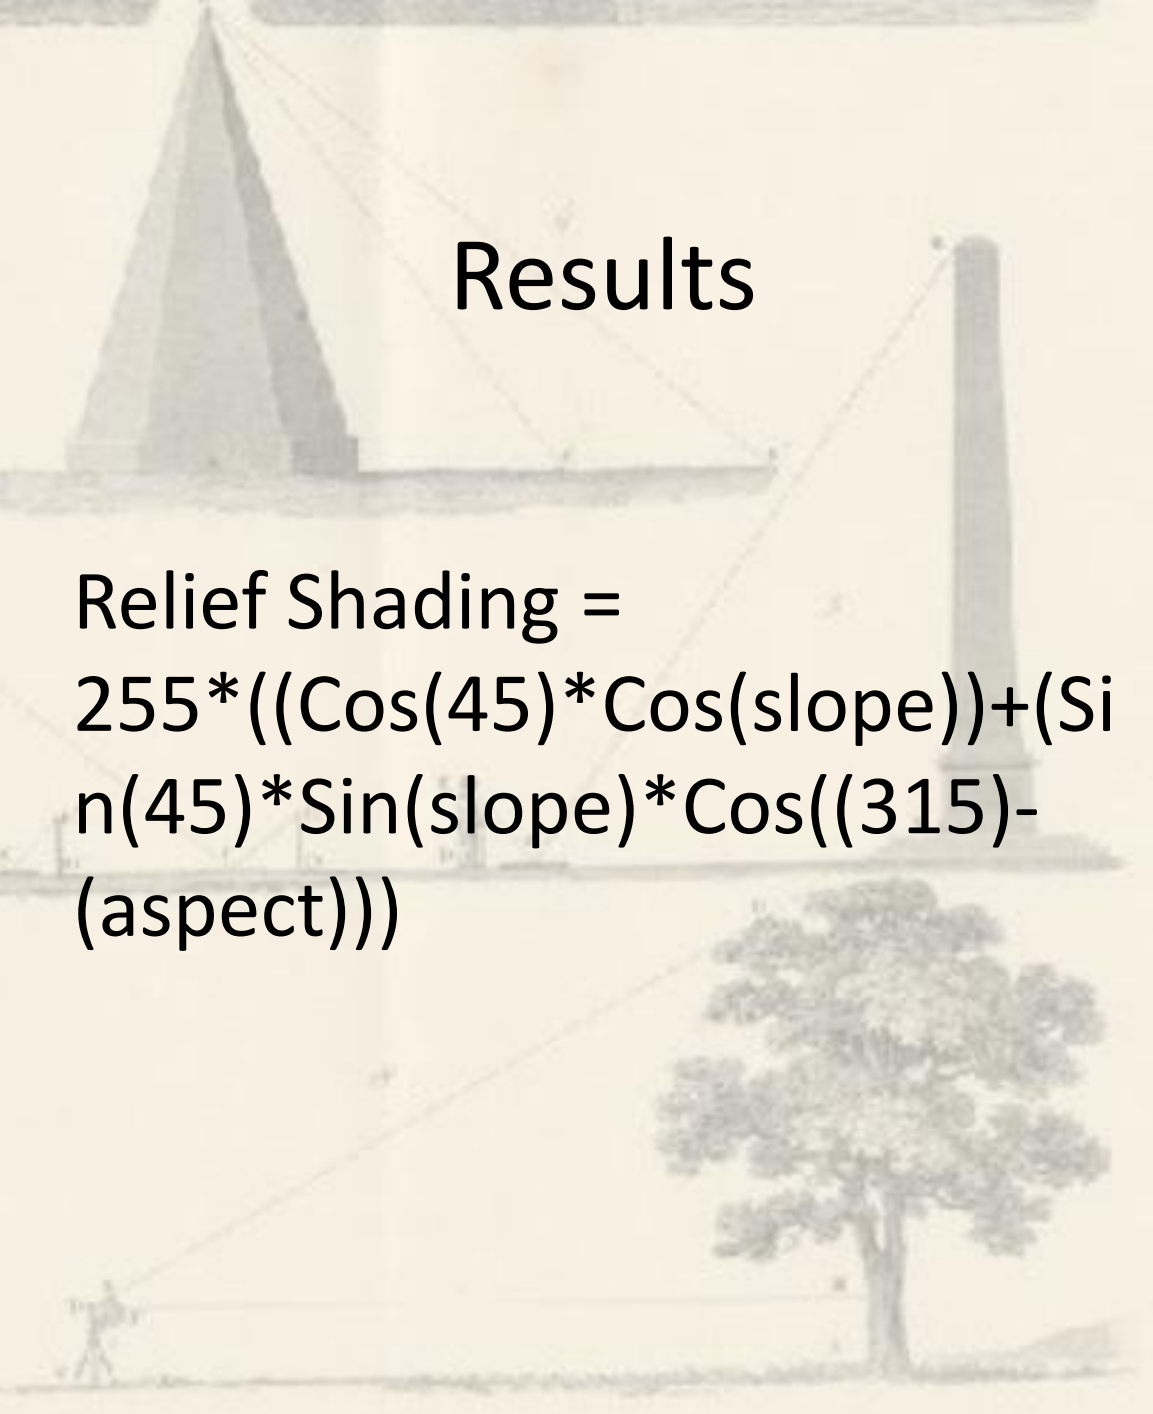 Results
Relief Shading =
255*((Cos(45)*Cos(slope))+(Si
n(45)*Sin(slope)*Cos((315)-
(aspect)))